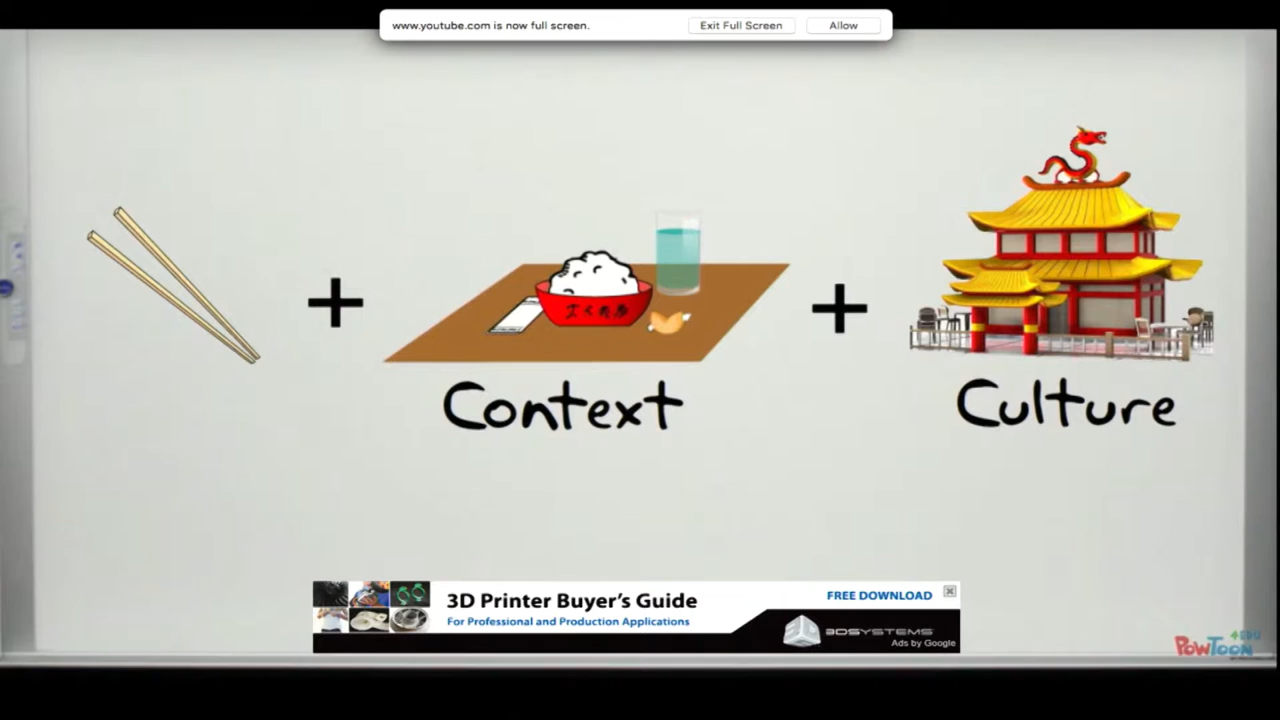 www.youtube.com is now full screen.
Exit Full Screen
Allow
+
+
Context
Culture
3D Printer Buyer's Guide
For Professional and Production Applications
FREE DOWNLOAD
3DSYSTEMS
Ads by Google
4EDU
POWTOON